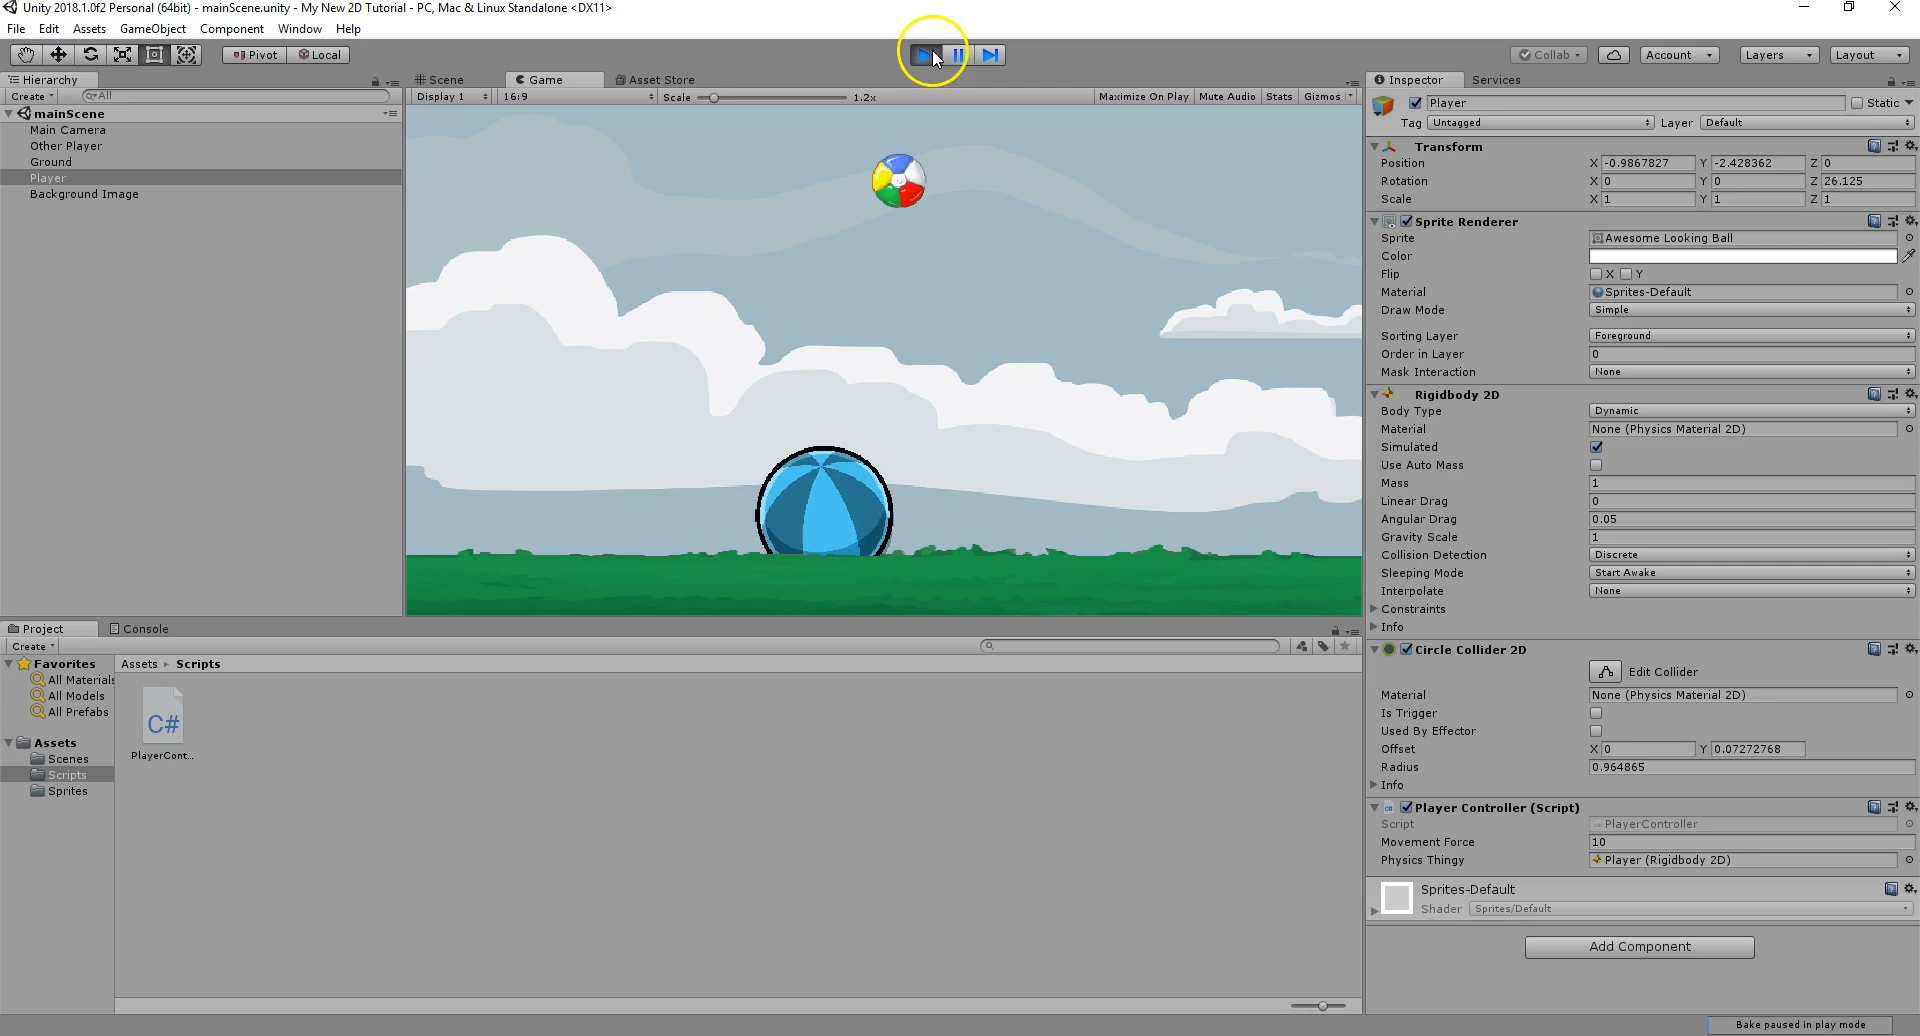 Unity 2018.1.0f2 Personal (64bit) - mainScene.unity - My New 2D Tutorial - PC, Mac & Linux Standalone <DX11>
File Edit Assets GameObject Component Window Help
Pivot Local Collab Account Layers Layout
Hierarchy
Create All
mainScene
Main Camera
Other Player
Ground
Player
Background Image
Scene Game Asset Store
Display 1 16:9 Scale 1.2x Maximize On Play Mute Audio Stats Gizmos
Project Console
Create
Favorites
All Materials
All Models
All Prefabs
Assets
Scenes
Scripts
Sprites
Assets Scripts
C#
PlayerCont...
Inspector Services
Player Static
Tag Untagged Layer Default
Transform
Position X -0.9867827 Y -2.428362 Z 0
Rotation X 0 Y 0 Z 26.125
Scale X 1 Y 1 Z 1
Sprite Renderer
Sprite Awesome Looking Ball
Color
Flip X Y
Material Sprites-Default
Draw Mode Simple
Sorting Layer Foreground
Order in Layer 0
Mask Interaction None
Rigidbody 2D
Body Type Dynamic
Material None (Physics Material 2D)
Simulated
Use Auto Mass
Mass 1
Linear Drag 0
Angular Drag 0.05
Gravity Scale 1
Collision Detection Discrete
Sleeping Mode Start Awake
Interpolate None
Constraints
Info
Circle Collider 2D
Edit Collider
Material None (Physics Material 2D)
Is Trigger
Used By Effector
Offset X 0 Y 0.07272768
Radius 0.964865
Info
Player Controller (Script)
Script PlayerController
Movement Force 10
Physics Thingy Player (Rigidbody 2D)
Sprites-Default
Shader Sprites/Default
Add Component
Bake paused in play mode